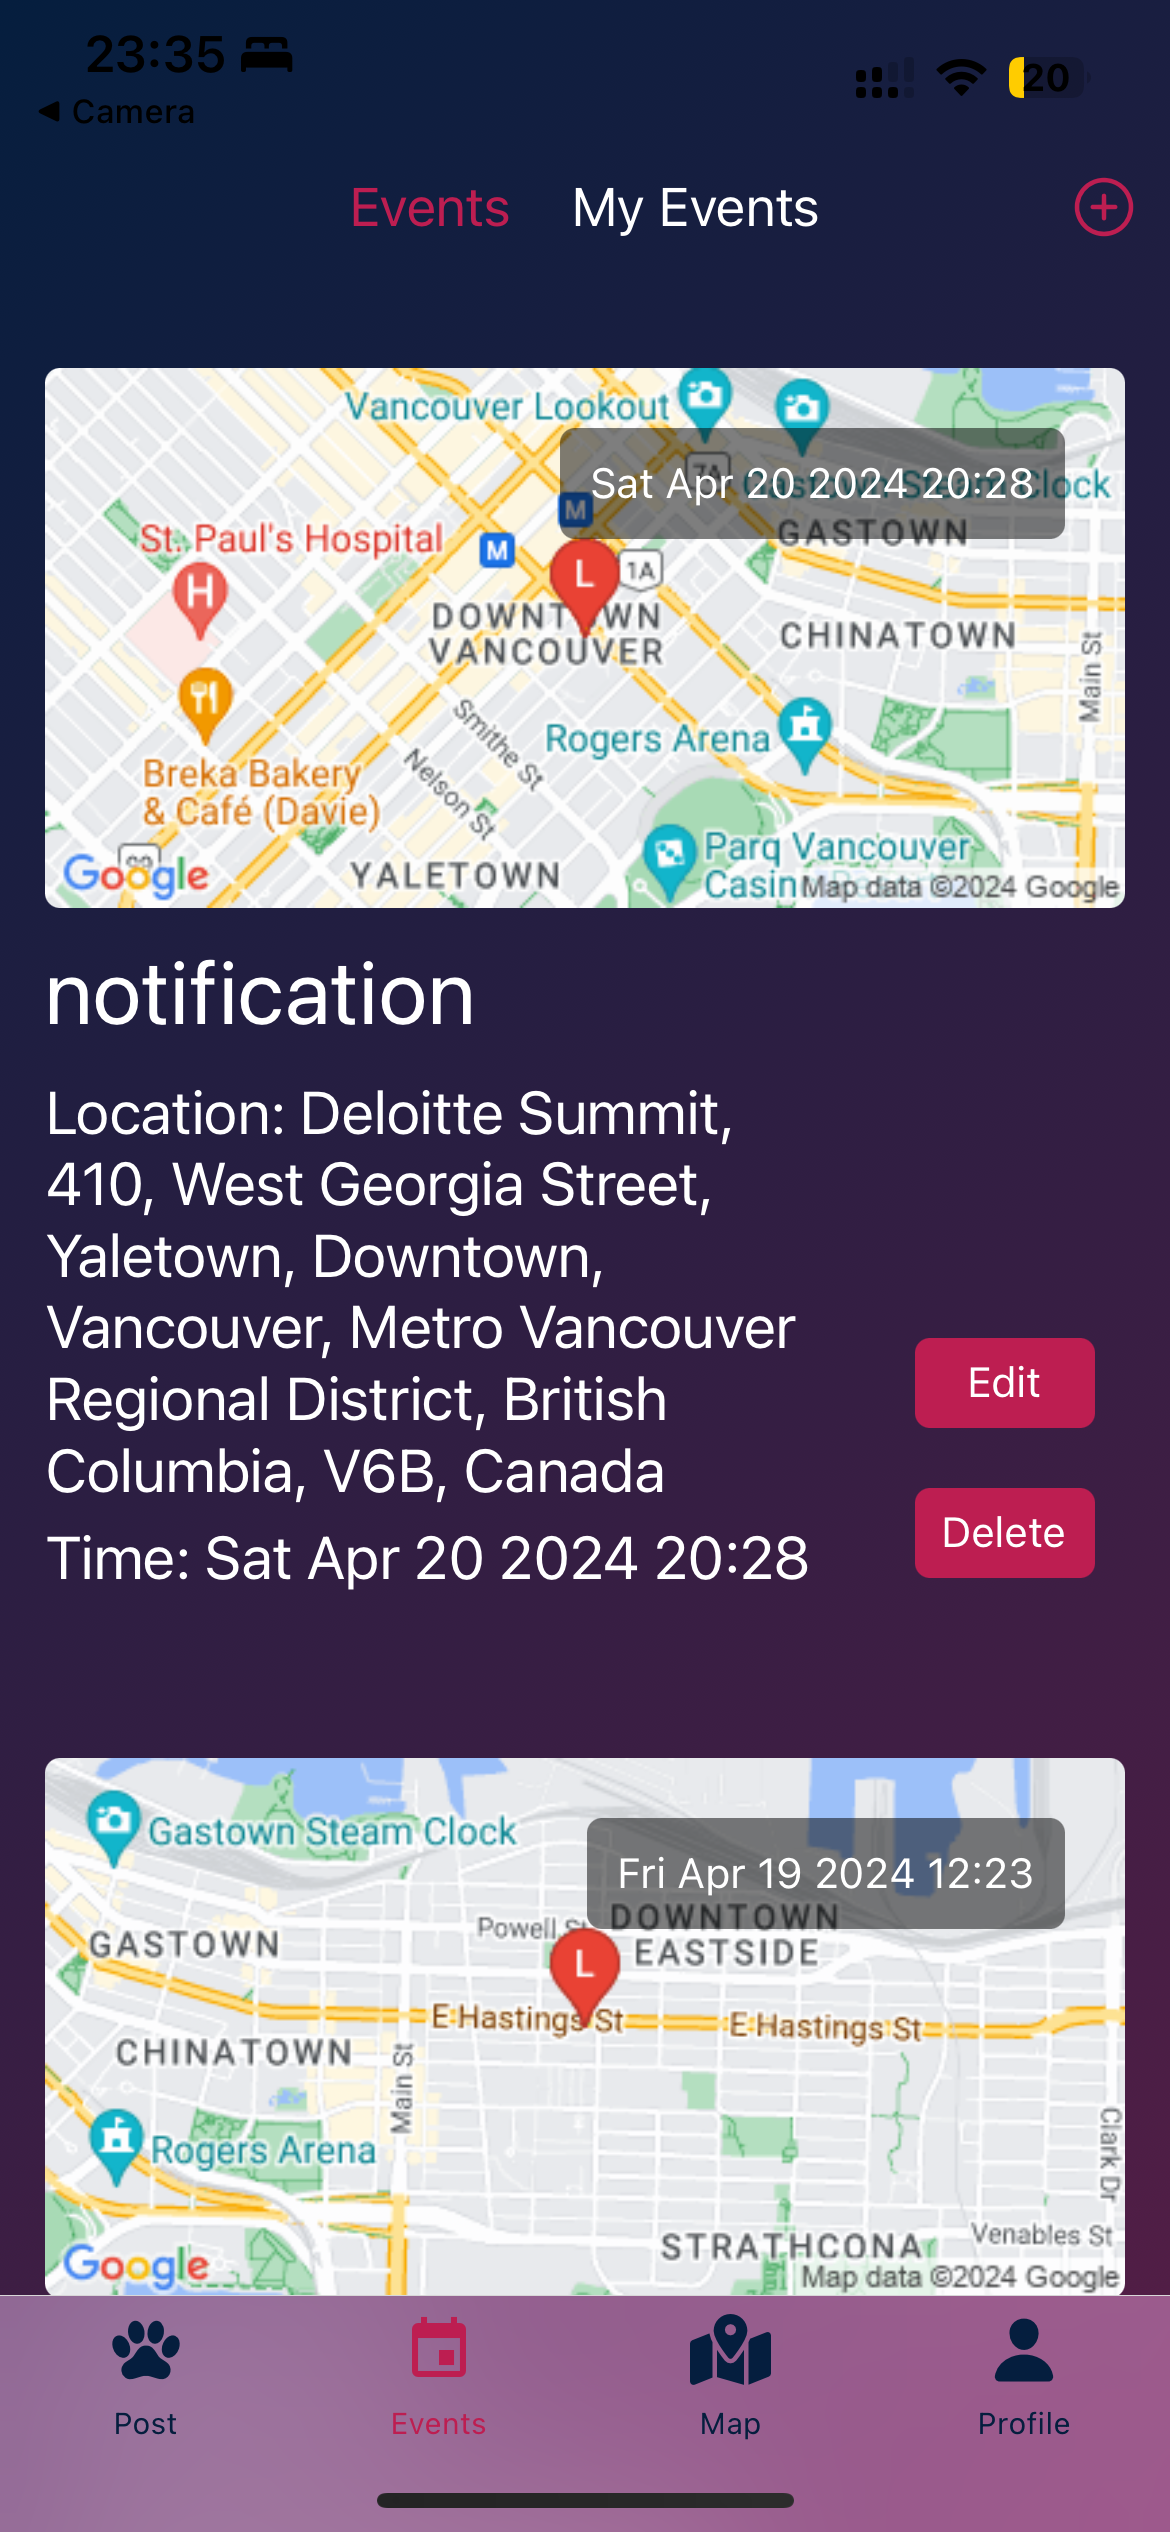 23:35
20
◀ Camera
Events My Events
Vancouver Lookout
Sat Apr 20 2024 20:28
Clock
M
GASTOWN
St. Paul's Hospital
M
L
1A
H
DOWNTOWN
VANCOUVER
CHINATOWN
Main St
Smithe St
Rogers Arena
Nelson St
Breka Bakery
& Café (Davie)
Parq Vancouver
Casin
Google
YALETOWN
Map data ©2024 Google
notification
Location: Deloitte Summit,
410, West Georgia Street,
Yaletown, Downtown,
Vancouver, Metro Vancouver
Regional District, British
Columbia, V6B, Canada
Time: Sat Apr 20 2024 20:28
Edit
Delete
Gastown Steam Clock
Fri Apr 19 2024 12:23
Powell St
DOWNTOWN
EASTSIDE
GASTOWN
L
E Hastings St
E Hastings St
CHINATOWN
Main St
Clark Dr
Rogers Arena
STRATHCONA
Venables St
Google
Map data ©2024 Google
Post
Events
Map
Profile